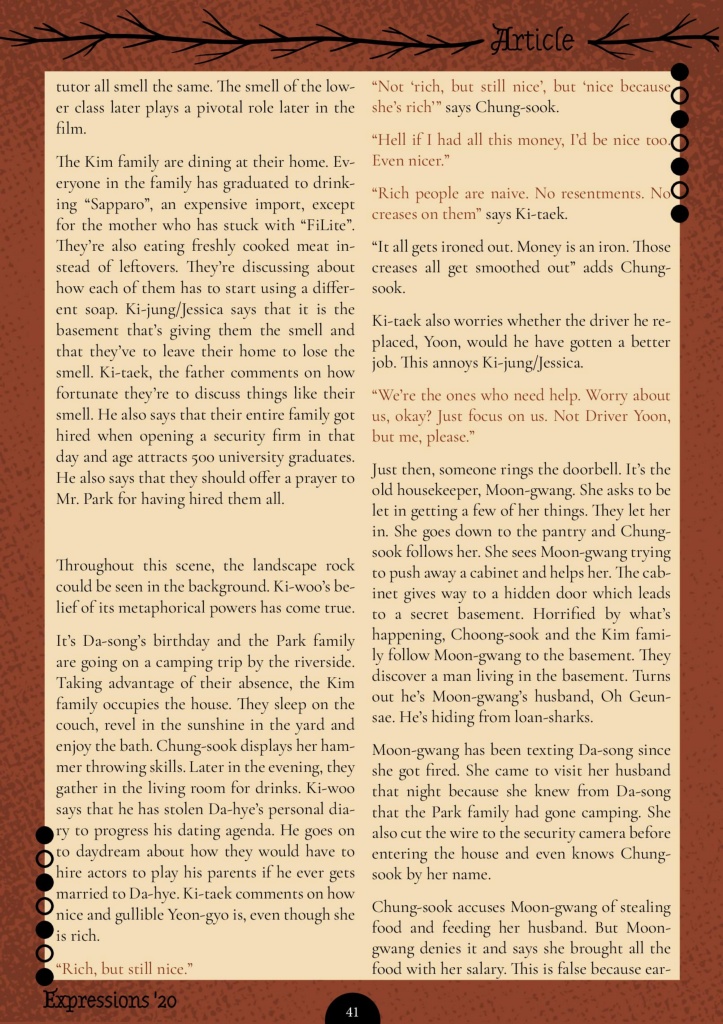 Article
tutor all smell the same. The smell of the low-
er class later plays a pivotal role later in the
film.
The Kim family are dining at their home. Ev-
eryone in the family has graduated to drink-
ing “Sapparo”, an expensive import, except
for the mother who has stuck with “FiLite”.
They’re also eating freshly cooked meat in-
stead of leftovers. They’re discussing about
how each of them has to start using a differ-
ent soap. Ki-jung/Jessica says that it is the
basement that’s giving them the smell and
that they’ve to leave their home to lose the
smell. Ki-taek, the father comments on how
fortunate they’re to discuss things like their
smell. He also says that their entire family got
hired when opening a security firm in that
day and age attracts 500 university graduates.
He also says that they should offer a prayer to
Mr. Park for having hired them all.
Throughout this scene, the landscape rock
could be seen in the background. Ki-woo’s be-
lief of its metaphorical powers has come true.
It’s Da-song’s birthday and the Park family
are going on a camping trip by the riverside.
Taking advantage of their absence, the Kim
family occupies the house. They sleep on the
couch, revel in the sunshine in the yard and
enjoy the bath. Chung-sook displays her ham-
mer throwing skills. Later in the evening, they
gather in the living room for drinks. Ki-woo
says that he has stolen Da-hye’s personal dia-
ry to progress his dating agenda. He goes on
to daydream about how they would have to
hire actors to play his parents if he ever gets
married to Da-hye. Ki-taek comments on how
nice and gullible Yeon-gyo is, even though she
is rich.
“Rich, but still nice.”
“Not ‘rich, but still nice’, but ‘nice because
she’s rich’” says Chung-sook.
“Hell if I had all this money, I’d be nice too.
Even nicer.”
“Rich people are naive. No resentments. No
creases on them” says Ki-taek.
“It all gets ironed out. Money is an iron. Those
creases all get smoothed out” adds Chung-
sook.
Ki-taek also worries whether the driver he re-
placed, Yoon, would he have gotten a better
job. This annoys Ki-jung/Jessica.
“We’re the ones who need help. Worry about
us, okay? Just focus on us. Not Driver Yoon,
but me, please.”
Just then, someone rings the doorbell. It’s the
old housekeeper, Moon-gwang. She asks to be
let in getting a few of her things. They let her
in. She goes down to the pantry and Chung-
sook follows her. She sees Moon-gwang trying
to push away a cabinet and helps her. The cab-
inet gives way to a hidden door which leads
to a secret basement. Horrified by what’s
happening, Choong-sook and the Kim fami-
ly follow Moon-gwang to the basement. They
discover a man living in the basement. Turns
out he’s Moon-gwang’s husband, Oh Geun-
sae. He’s hiding from loan-sharks.
Moon-gwang has been texting Da-song since
she got fired. She came to visit her husband
that night because she knew from Da-song
that the Park family had gone camping. She
also cut the wire to the security camera before
entering the house and even knows Chung-
sook by her name.
Chung-sook accuses Moon-gwang of stealing
food and feeding her husband. But Moon-
gwang denies it and says she brought all the
food with her salary. This is false because ear-
Expressions '20
41